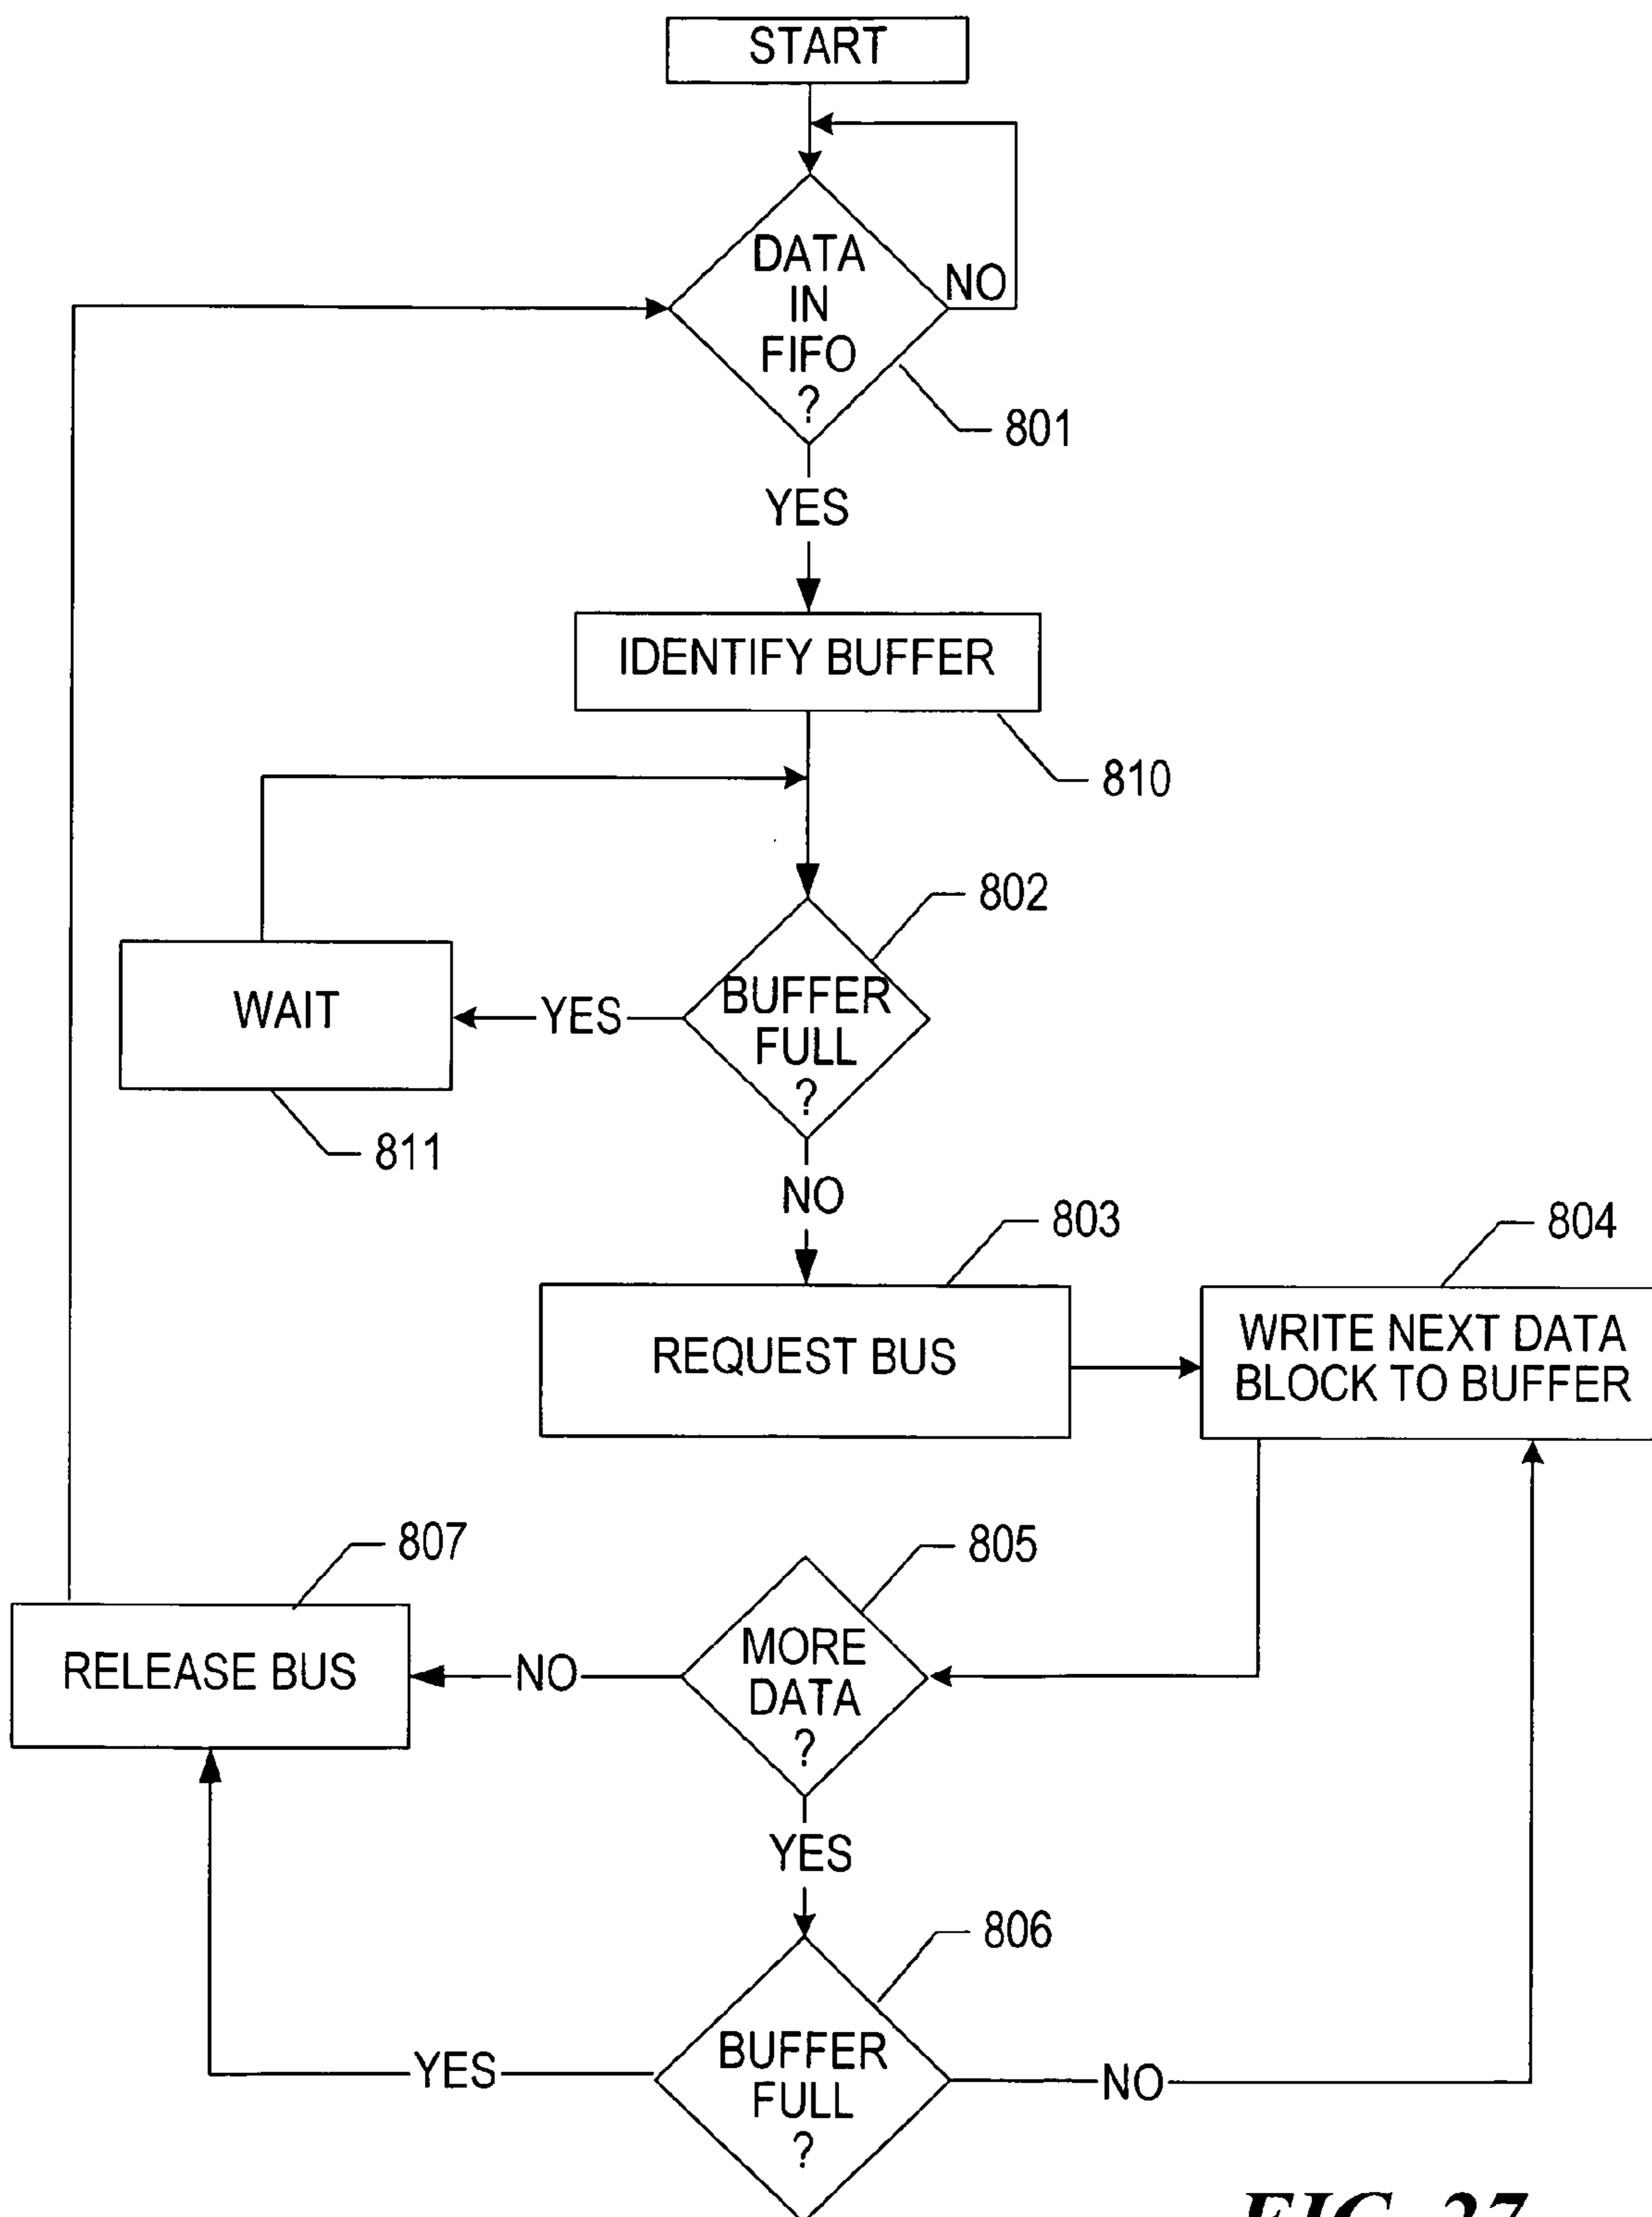 START
DATA
IN
FIFO
?
NO
801
YES
IDENTIFY BUFFER
810
802
BUFFER
FULL
?
YES
WAIT
811
NO
803
804
REQUEST BUS
WRITE NEXT DATA
BLOCK TO BUFFER
807
805
RELEASE BUS
NO
MORE
DATA
?
YES
806
BUFFER
FULL
?
YES
NO
FIG. 27